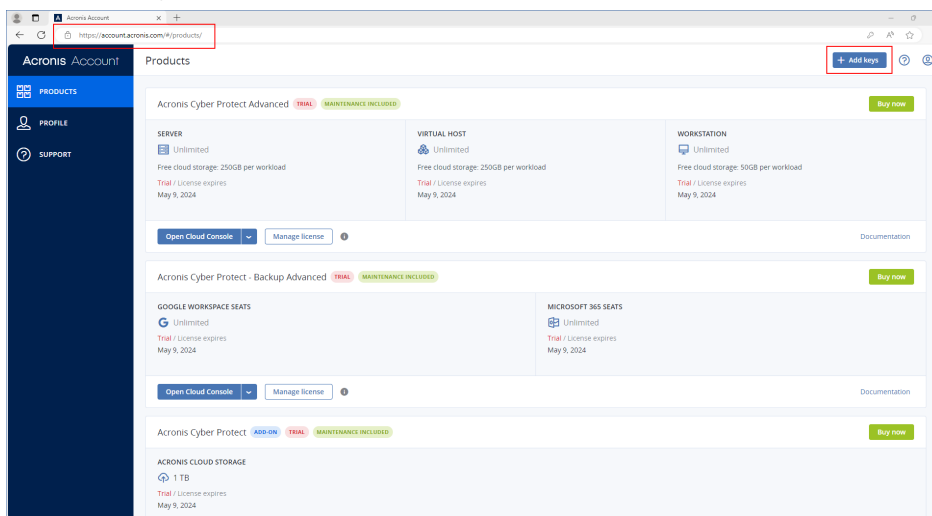 Acronis Account
https://account.acronis.com/#/products/
Acronis Account
Products
+ Add keys
PRODUCTS
PROFILE
SUPPORT
Acronis Cyber Protect Advanced TRIAL MAINTENANCE INCLUDED
Buy now
SERVER
Unlimited
Free cloud storage: 250GB per workload
Trial / License expires
May 9, 2024
VIRTUAL HOST
Unlimited
Free cloud storage: 250GB per workload
Trial / License expires
May 9, 2024
WORKSTATION
Unlimited
Free cloud storage: 50GB per workload
Trial / License expires
May 9, 2024
Open Cloud Console
Manage license
Documentation
Acronis Cyber Protect - Backup Advanced TRIAL MAINTENANCE INCLUDED
Buy now
GOOGLE WORKSPACE SEATS
Unlimited
Trial / License expires
May 9, 2024
MICROSOFT 365 SEATS
Unlimited
Trial / License expires
May 9, 2024
Open Cloud Console
Manage license
Documentation
Acronis Cyber Protect ADD-ON TRIAL MAINTENANCE INCLUDED
Buy now
ACRONIS CLOUD STORAGE
1 TB
Trial / License expires
May 9, 2024